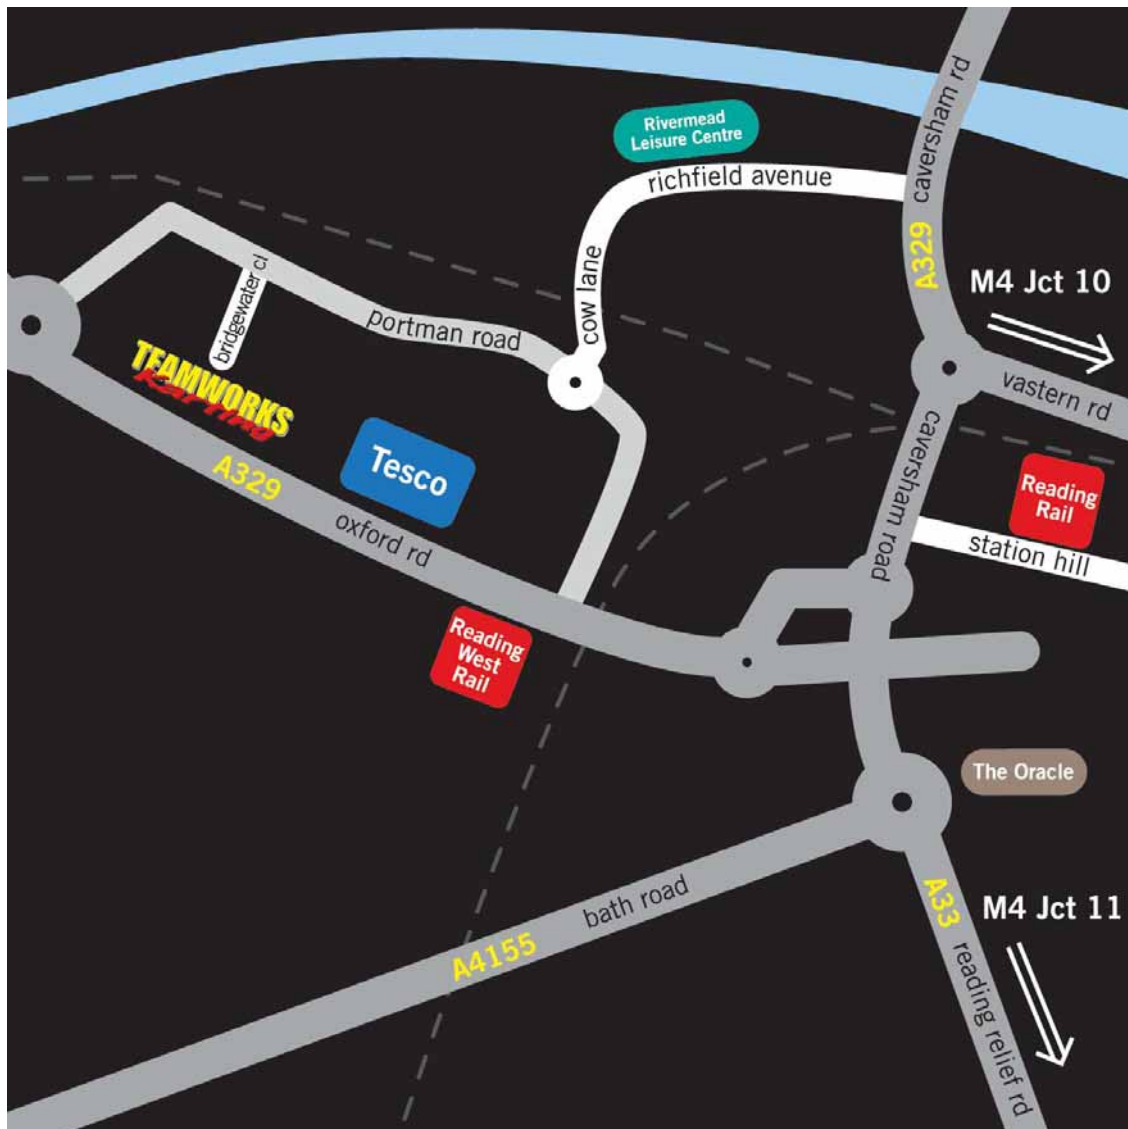 caversham rd
Rivermead
Leisure Centre
richfield avenue
A329
M4 Jct 10
bridgewater cl
cow lane
portman road
vastern rd
TEAMWORKS
Karting
Tesco
A329
oxford rd
caversham road
Reading
Rail
station hill
Reading
West
Rail
The Oracle
bath road
A4155
A33
M4 Jct 11
reading relief rd